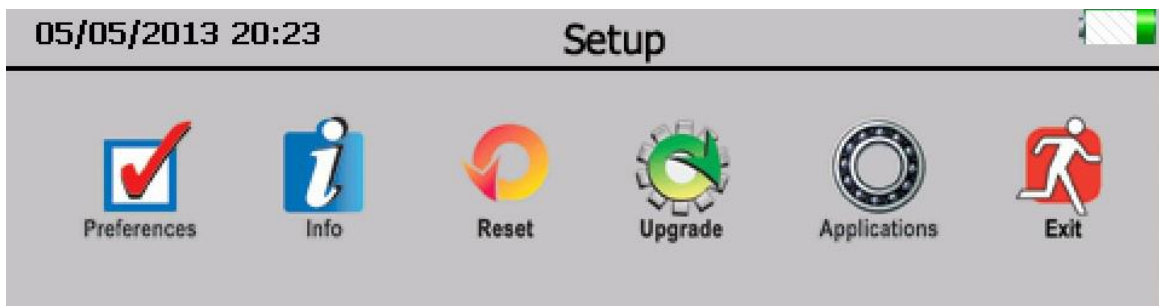 05/05/2013 20:23 Setup
Preferences Info Reset Upgrade Applications Exit